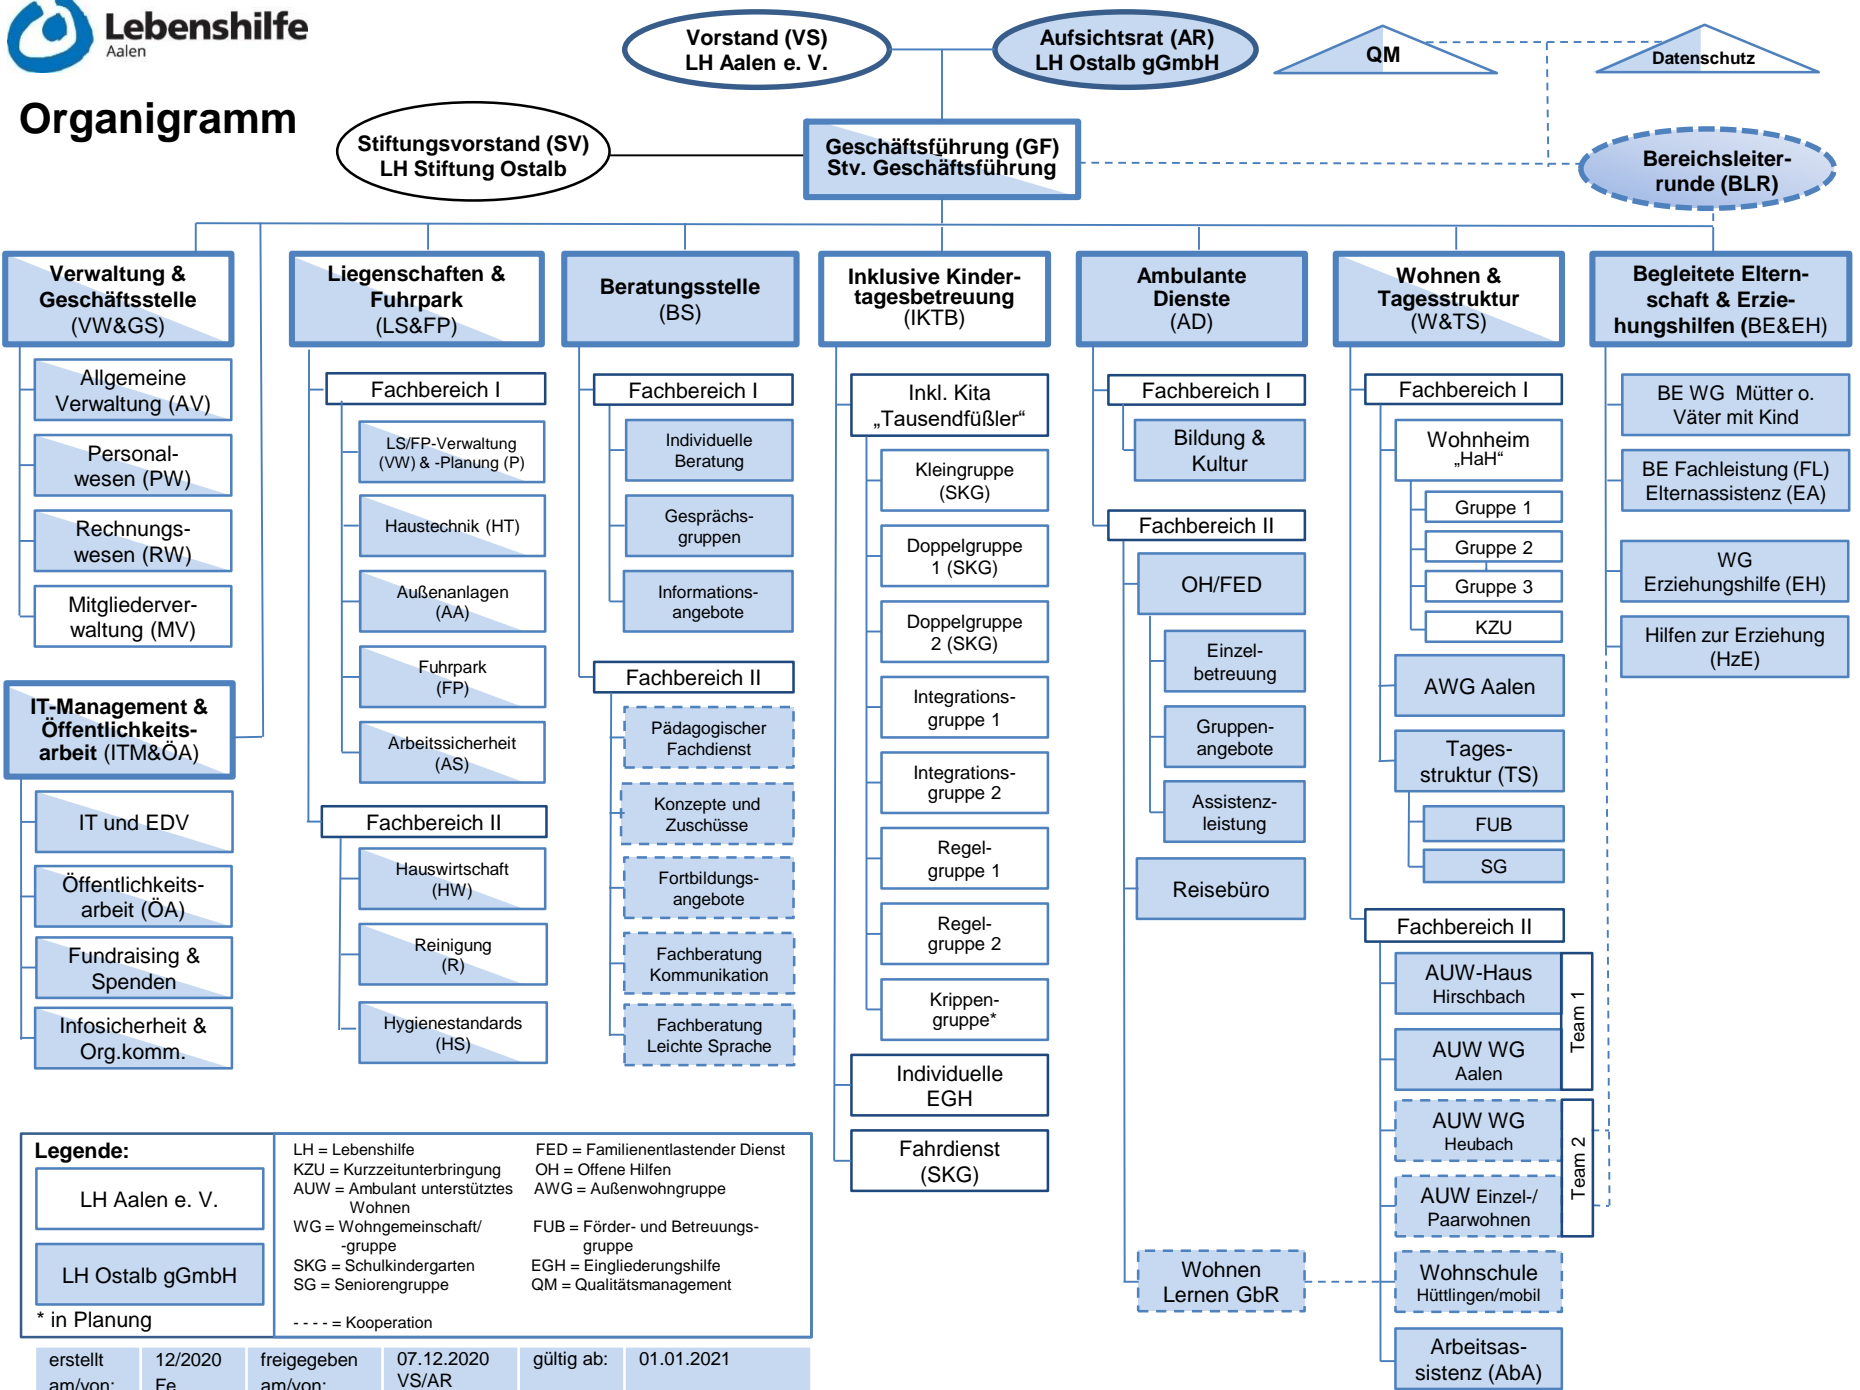 Lebenshilfe
Aalen
Organigramm
Vorstand (VS)
LH Aalen e. V.
Aufsichtsrat (AR)
LH Ostalb gGmbH
QM
Datenschutz
Stiftungsvorstand (SV)
LH Stiftung Ostalb
Geschäftsführung (GF)
Stv. Geschäftsführung
Bereichsleiter-
runde (BLR)
Verwaltung &
Geschäftsstelle
(VW&GS)
Allgemeine
Verwaltung (AV)
Personal-
wesen (PW)
Rechnungs-
wesen (RW)
Mitgliederver-
waltung (MV)
IT-Management &
Öffentlichkeits-
arbeit (ITM&ÖA)
IT und EDV
Öffentlichkeits-
arbeit (ÖA)
Fundraising &
Spenden
Infosicherheit &
Org.komm.
Liegenschaften &
Fuhrpark
(LS&FP)
Fachbereich I
LS/FP-Verwaltung
(VW) & -Planung (P)
Haustechnik (HT)
Außenanlagen
(AA)
Fuhrpark
(FP)
Arbeitssicherheit
(AS)
Fachbereich II
Hauswirtschaft
(HW)
Reinigung
(R)
Hygienestandards
(HS)
Beratungsstelle
(BS)
Fachbereich I
Individuelle
Beratung
Gesprächs-
gruppen
Informations-
angebote
Fachbereich II
Pädagogischer
Fachdienst
Konzepte und
Zuschüsse
Fortbildungs-
angebote
Fachberatung
Kommunikation
Fachberatung
Leichte Sprache
Inklusive Kinder-
tagesbetreuung
(IKTB)
Inkl. Kita
„Tausendfüßler“
Kleingruppe
(SKG)
Doppelgruppe
1 (SKG)
Doppelgruppe
2 (SKG)
Integrations-
gruppe 1
Integrations-
gruppe 2
Regel-
gruppe 1
Regel-
gruppe 2
Krippen-
gruppe*
Individuelle
EGH
Fahrdienst
(SKG)
Ambulante
Dienste
(AD)
Fachbereich I
Bildung &
Kultur
Fachbereich II
OH/FED
Einzel-
betreuung
Gruppen-
angebote
Assistenz-
leistung
Reisebüro
Wohnen
Lernen GbR
Wohnen &
Tagesstruktur
(W&TS)
Fachbereich I
Wohnheim
„HaH“
Gruppe 1
Gruppe 2
Gruppe 3
KZU
AWG Aalen
Tages-
struktur (TS)
FUB
SG
Fachbereich II
AUW-Haus
Hirschbach
AUW WG
Aalen
Team 1
AUW WG
Heubach
AUW Einzel-/
Paarwohnen
Team 2
Wohnschule
Hüttlingen/mobil
Arbeitsas-
sistenz (AbA)
Begleitete Eltern-
schaft & Erzie-
hungshilfen (BE&EH)
BE WG Mütter o.
Väter mit Kind
BE Fachleistung (FL)
Elternassistenz (EA)
WG
Erziehungshilfe (EH)
Hilfen zur Erziehung
(HzE)
Legende:
LH Aalen e. V.
LH Ostalb gGmbH
* in Planung
LH = Lebenshilfe
KZU = Kurzzeitunterbringung
AUW = Ambulant unterstütztes
Wohnen
WG = Wohngemeinschaft/
-gruppe
SKG = Schulkindergarten
SG = Seniorengruppe
- - - - = Kooperation
FED = Familienentlastender Dienst
OH = Offene Hilfen
AWG = Außenwohngruppe
FUB = Förder- und Betreuungs-
gruppe
EGH = Eingliederungshilfe
QM = Qualitätsmanagement
erstellt 12/2020 freigegeben 07.12.2020 gültig ab: 01.01.2021
am/von: Fe am/von: VS/AR